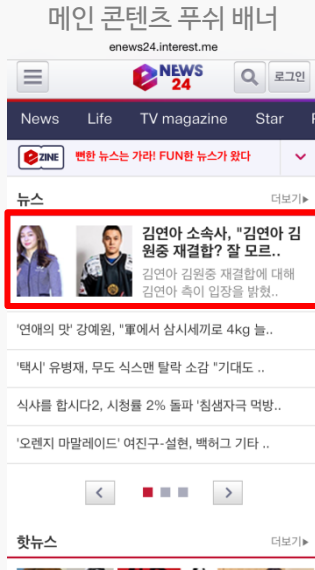 메인 콘텐츠 푸쉬 배너
enews24.interest.me
eNEWS 24
로그인
News Life TV magazine Star
eZINE 뻔한 뉴스는 가라! FUN한 뉴스가 왔다
뉴스 더보기▶
김연아 소속사, "김연아 김
원중 재결합? 잘 모르..
김연아 김원중 재결합에 대해
김연아 측이 입장을 밝혔..
'연애의 맛' 강예원, "軍에서 삼시세끼로 4kg 늘..
'택시' 유병재, 무도 식스맨 탈락 소감 "기대도 ..
식샤를 합시다2, 시청률 2% 돌파 '침샘자극 먹방..
'오렌지 마말레이드' 여진구-설현, 백허그 기타 ..
핫뉴스 더보기▶